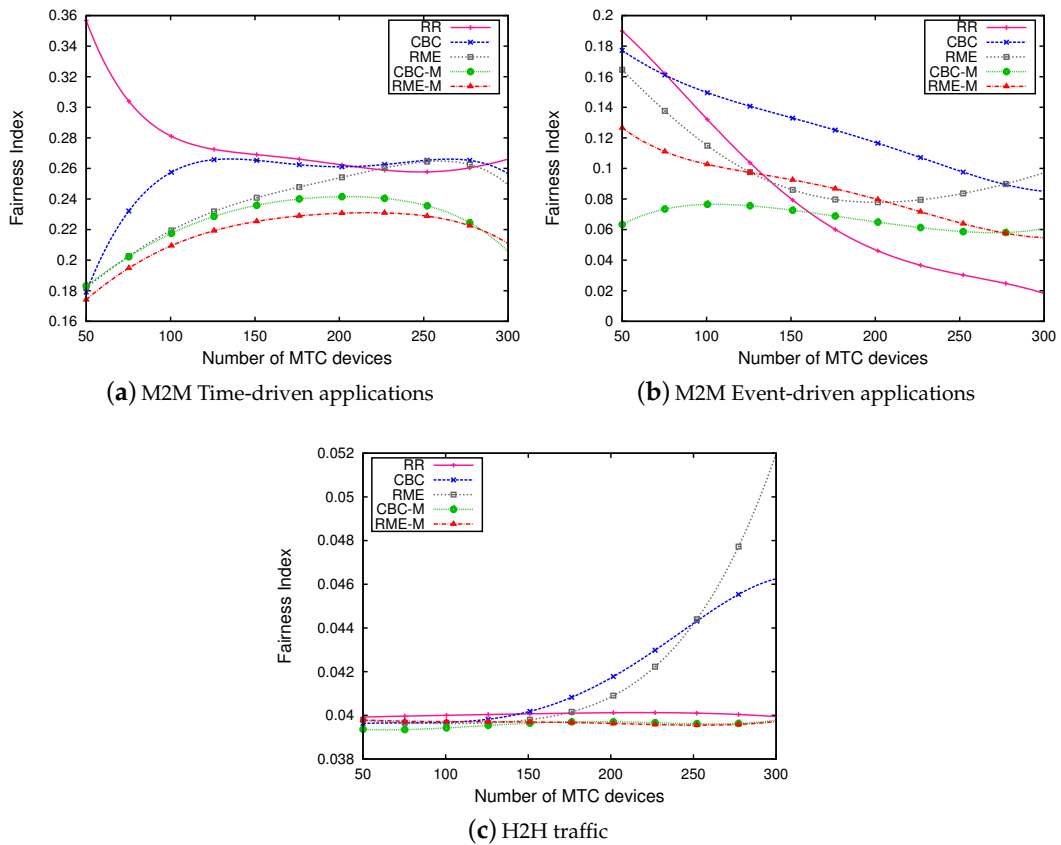 0.36
0.34
0.32
0.3
0.28
0.26
0.24
0.22
0.2
0.18
0.16
Fairness Index
RR
CBC
RME
CBC-M
RME-M
50 100 150 200 250 300
Number of MTC devices
(a) M2M Time-driven applications
0.2
0.18
0.16
0.14
0.12
0.1
0.08
0.06
0.04
0.02
0
Fairness Index
RR
CBC
RME
CBC-M
RME-M
50 100 150 200 250 300
Number of MTC devices
(b) M2M Event-driven applications
0.052
0.05
0.048
0.046
0.044
0.042
0.04
0.038
Fairness Index
RR
CBC
RME
CBC-M
RME-M
50 100 150 200 250 300
Number of MTC devices
(c) H2H traffic